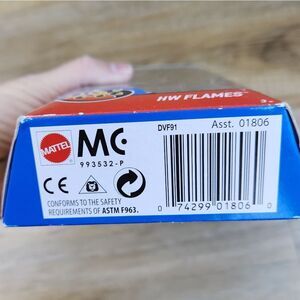 HW FLAMES
DVF91 Asst. 01806
MATTEL MC
993532-P
CE
CONFORMS TO THE SAFETY
REQUIREMENTS OF ASTM F963.
0 74299 01806 0